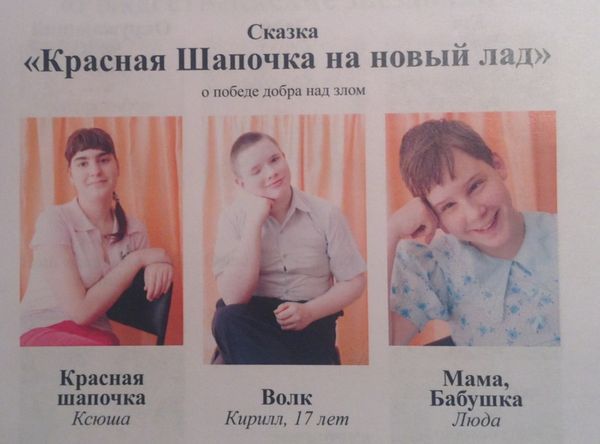 Сказка
«Красная Шапочка на новый лад»
о победе добра над злом
Красная
шапочка
Ксюша
Волк
Кирилл, 17 лет
Мама,
Бабушка
Люда